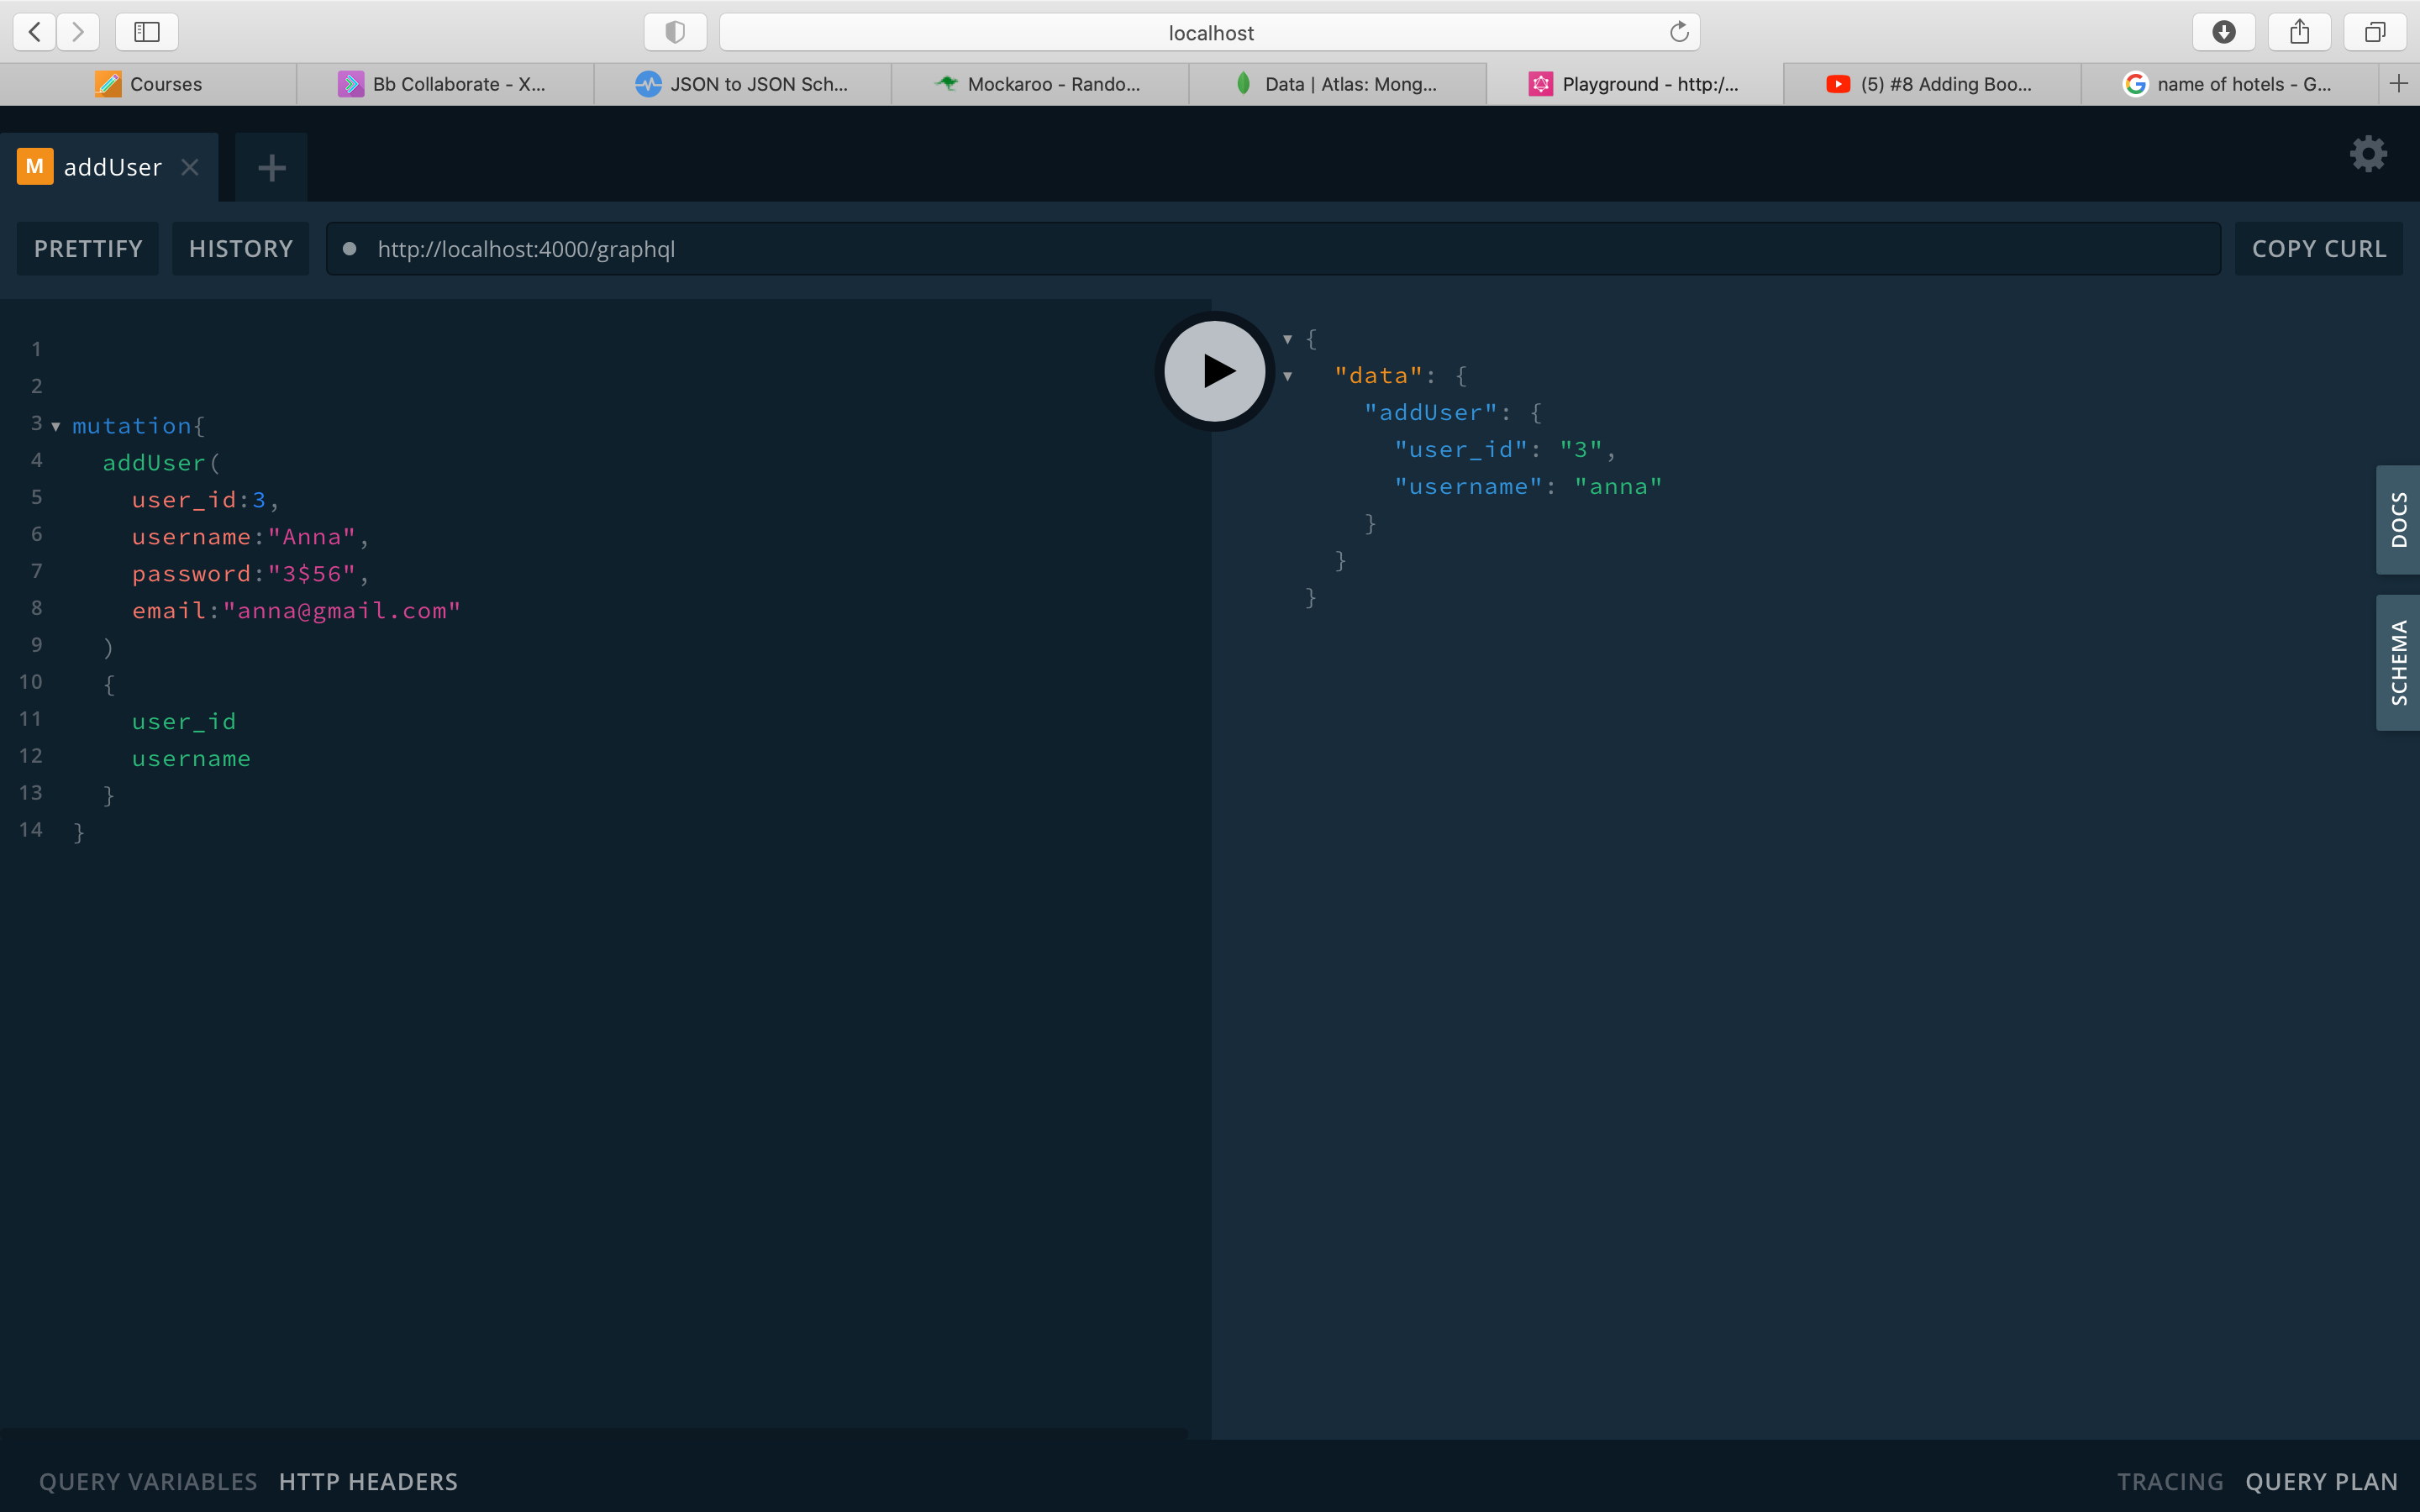 localhost
Courses
Bb Collaborate - X...
JSON to JSON Sch...
Mockaroo - Rando...
Data | Atlas: Mong...
Playground - http:/...
(5) #8 Adding Boo...
name of hotels - G...
M addUser
PRETTIFY
HISTORY
http://localhost:4000/graphql
COPY CURL
1
2
3 mutation{
4 addUser(
5 user_id:3,
6 username:"Anna",
7 password:"3$56",
8 email:"anna@gmail.com"
9 )
10 {
11 user_id
12 username
13 }
14 }
{
"data": {
"addUser": {
"user_id": "3",
"username": "anna"
}
}
}
DOCS
SCHEMA
QUERY VARIABLES HTTP HEADERS
TRACING QUERY PLAN